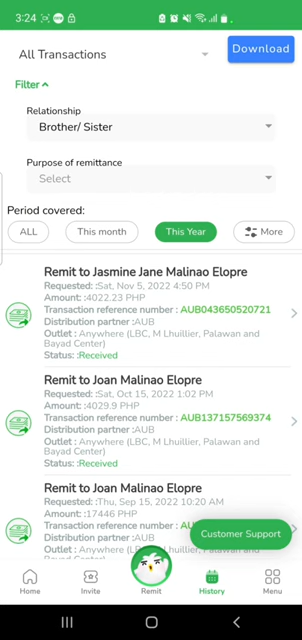 3:24
All Transactions
Download
Filter
Relationship
Brother/ Sister
Purpose of remittance
Select
Period covered:
ALL
This month
This Year
More
Remit to Jasmine Jane Malinao Elopre
Requested: :Sat, Nov 5, 2022 4:50 PM
Amount: :4022.23 PHP
Transaction reference number : AUB043650520721
Distribution partner :AUB
Outlet : Anywhere (LBC, M Lhuillier, Palawan and
Bayad Center)
Status: :Received
Remit to Joan Malinao Elopre
Requested: :Sat, Oct 15, 2022 1:02 PM
Amount: :4029.9 PHP
Transaction reference number : AUB137157569374
Distribution partner :AUB
Outlet : Anywhere (LBC, M Lhuillier, Palawan and
Bayad Center)
Status: :Received
Remit to Joan Malinao Elopre
Requested: :Thu, Sep 15, 2022 10:20 AM
Amount: :17446 PHP
Transaction reference number :
Distribution partner :AUB
Customer Support
Outlet : Anywhere (LBC, M Lhuillier, Palawan and
Home
Invite
Remit
History
Menu